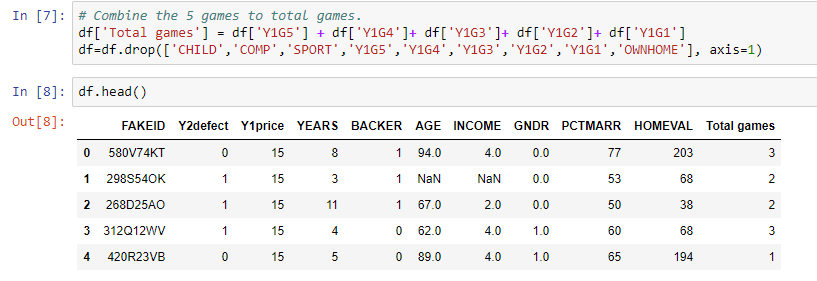 In [7]: # Combine the 5 games to total games.
df['Total games'] = df['Y1G5'] + df['Y1G4']+ df['Y1G3']+ df['Y1G2']+ df['Y1G1']
df=df.drop(['CHILD','COMP','SPORT','Y1G5','Y1G4','Y1G3','Y1G2','Y1G1','OWNHOME'], axis=1)
In [8]: df.head()
Out[8]:
FAKEID Y2defect Y1price YEARS BACKER AGE INCOME GNDR PCTMARR HOMEVAL Total games
0 580V74KT 0 15 8 1 94.0 4.0 0.0 77 203 3
1 298S54OK 1 15 3 1 NaN NaN 0.0 53 68 2
2 268D25AO 1 15 11 1 67.0 2.0 0.0 50 38 2
3 312Q12WV 1 15 4 0 62.0 4.0 1.0 60 68 3
4 420R23VB 0 15 5 0 89.0 4.0 1.0 65 194 1